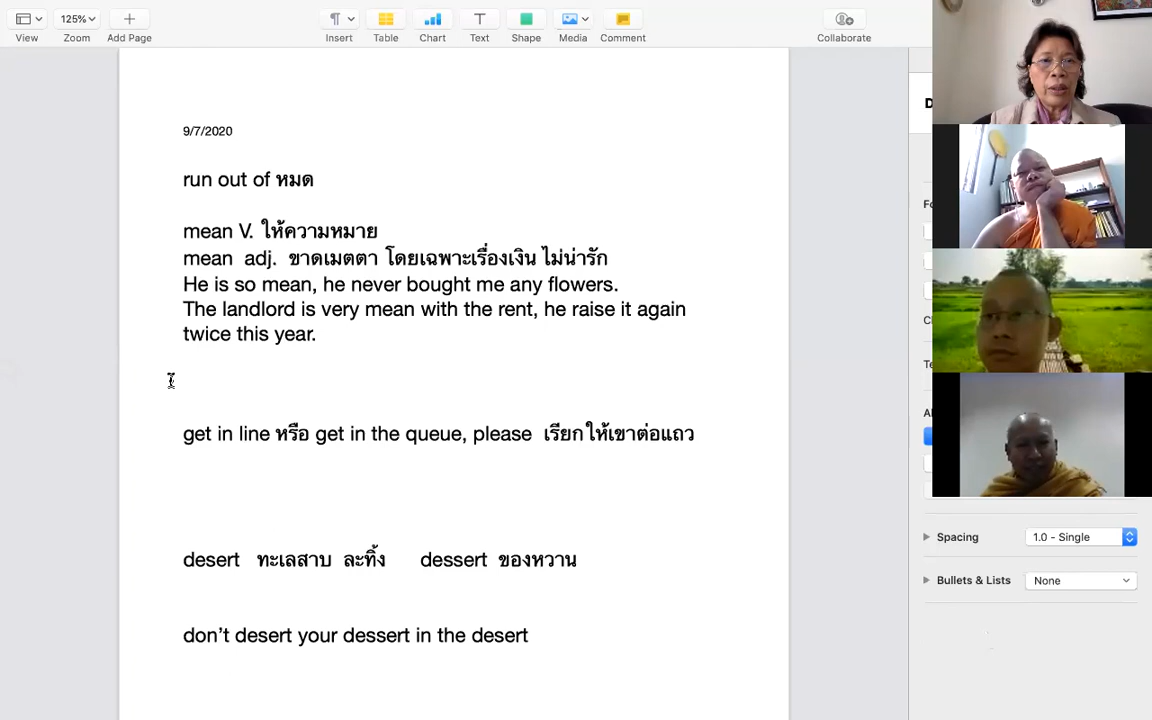 125%
View
Zoom
Add Page
Insert
Table
Chart
Text
Shape
Media
Comment
Collaborate
9/7/2020
run out of หมด
mean V. ให้ความหมาย
mean adj. ขาดเมตตา โดยเฉพาะเรื่องเงิน ไม่น่ารัก
He is so mean, he never bought me any flowers.
The landlord is very mean with the rent, he raise it again
twice this year.
get in line หรือ get in the queue, please เรียกให้เขาต่อแถว
desert ทะเลสาบ ละทิ้ง dessert ของหวาน
don't desert your dessert in the desert
Spacing
1.0 - Single
Bullets & Lists
None